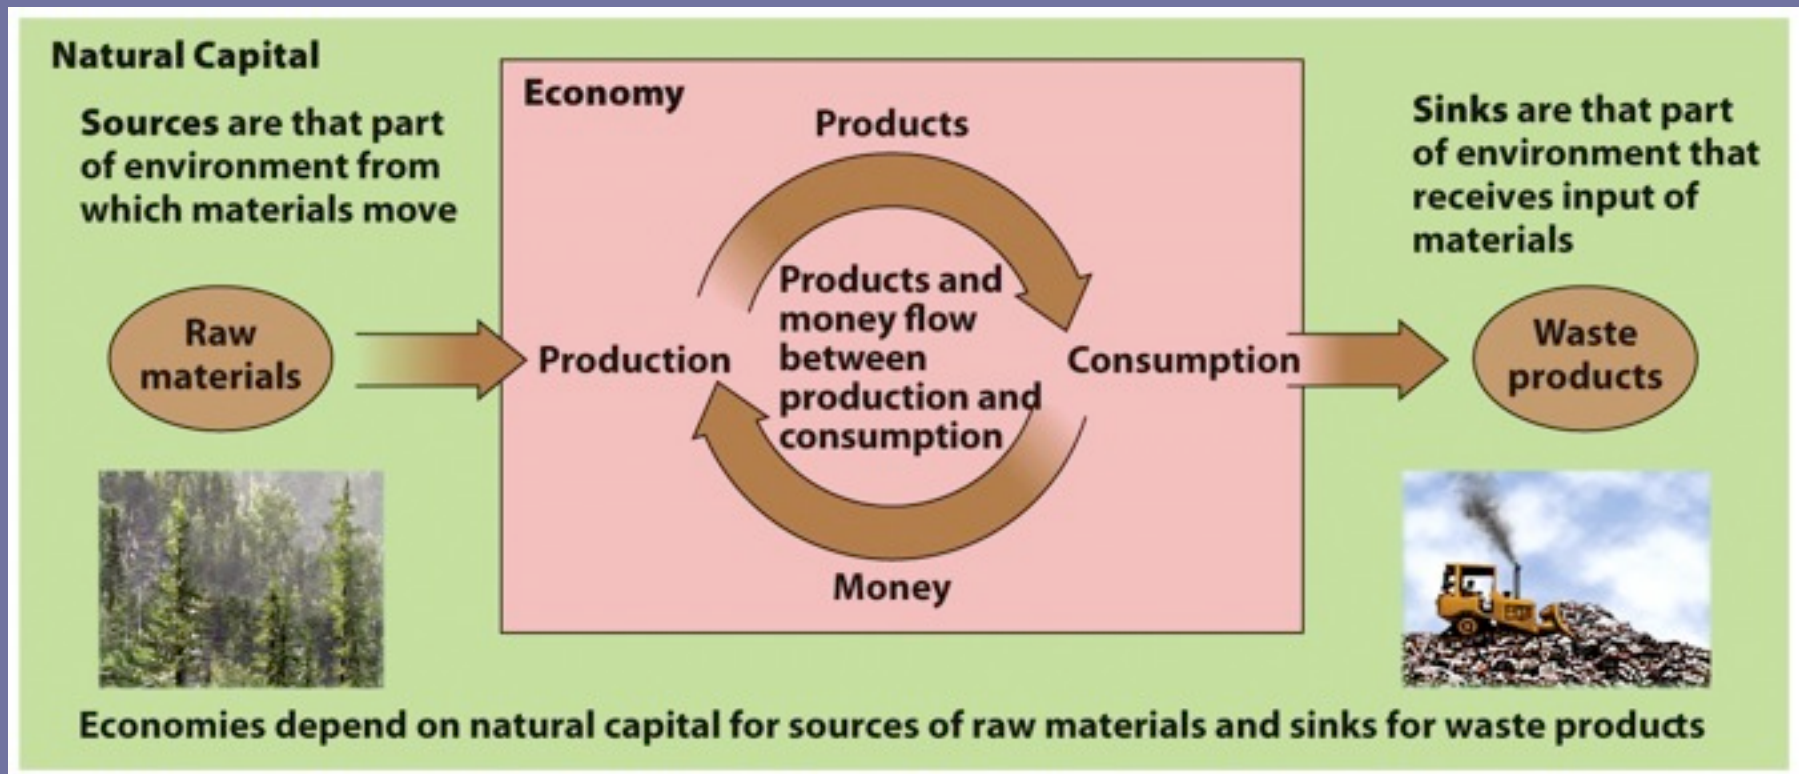 Natural Capital
Sources are that part
of environment from
which materials move
Raw
materials
Economy
Products
Products and
money flow
between
production and
consumption
Production
Consumption
Money
Sinks are that part
of environment that
receives input of
materials
Waste
products
Economies depend on natural capital for sources of raw materials and sinks for waste products